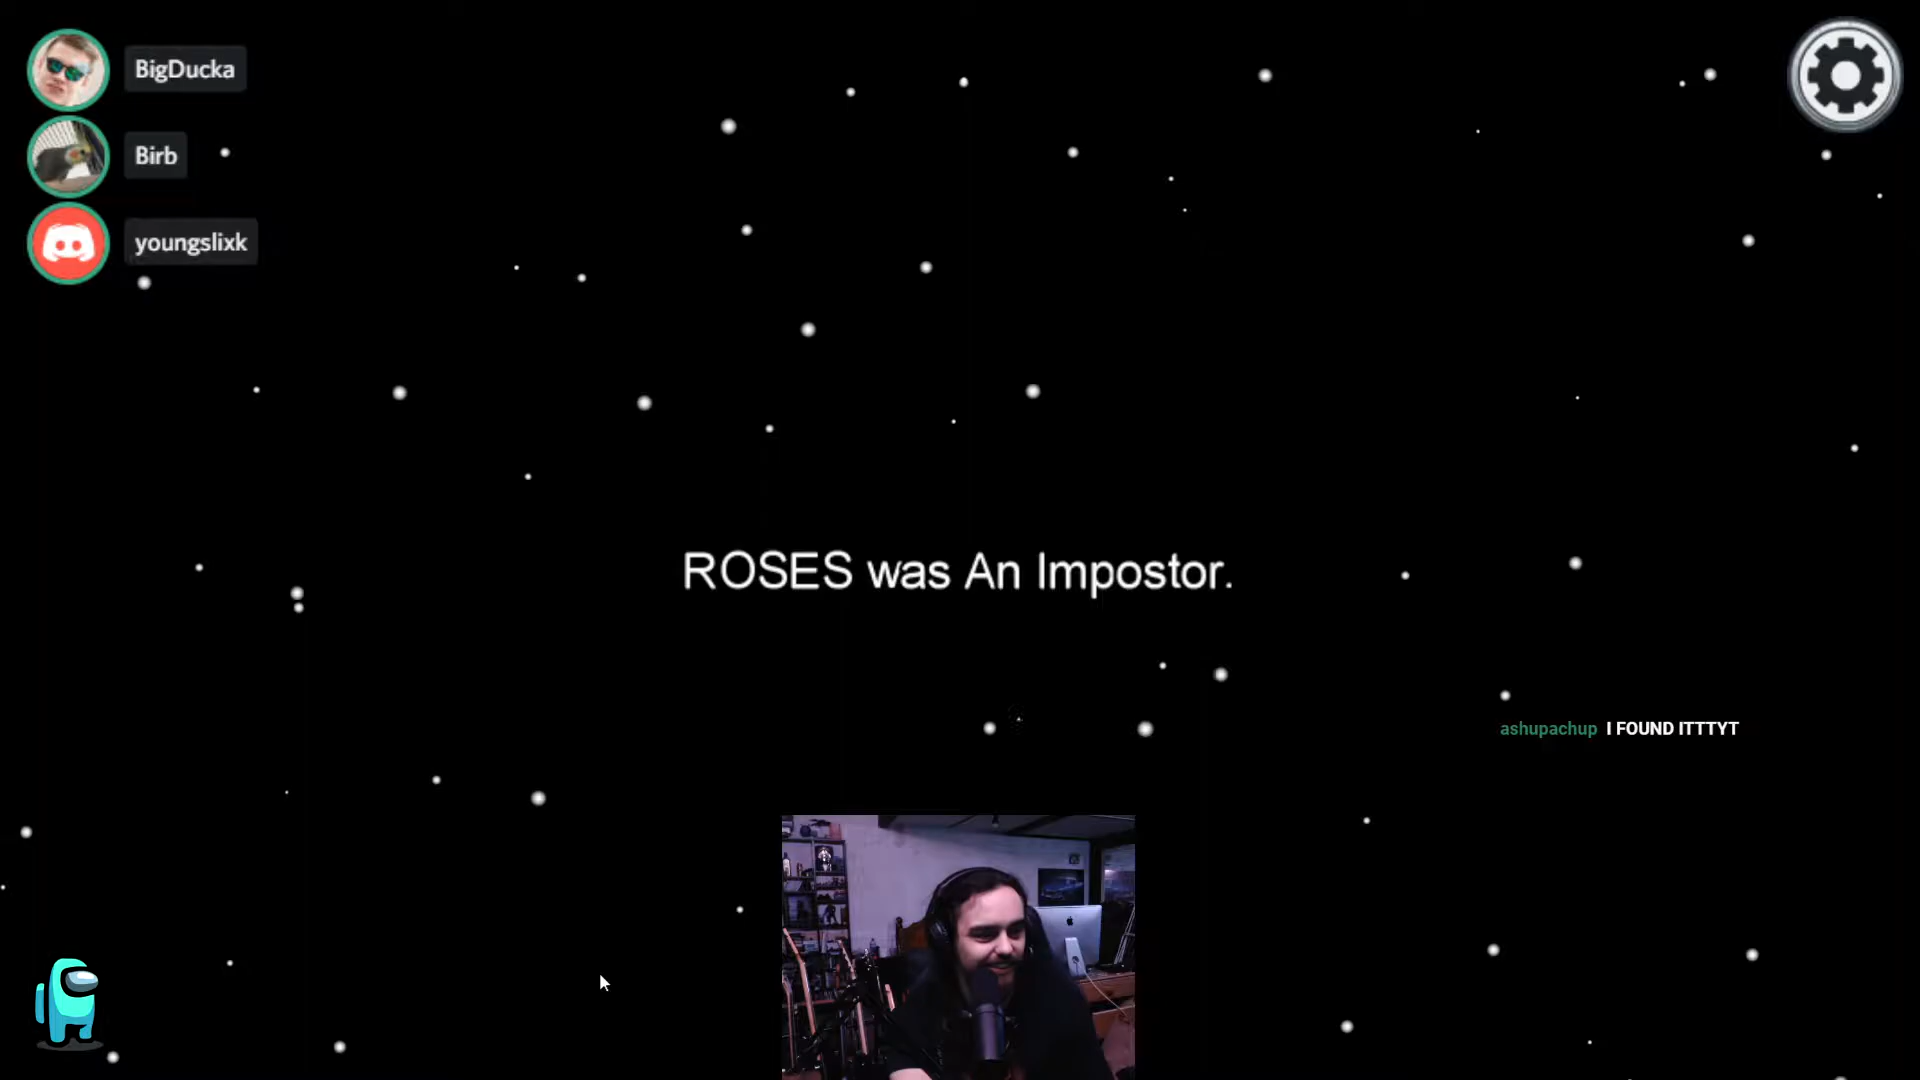 BigDucka
Birb
youngslixk
ROSES was An Impostor.
ashupachup I FOUND ITTTYT